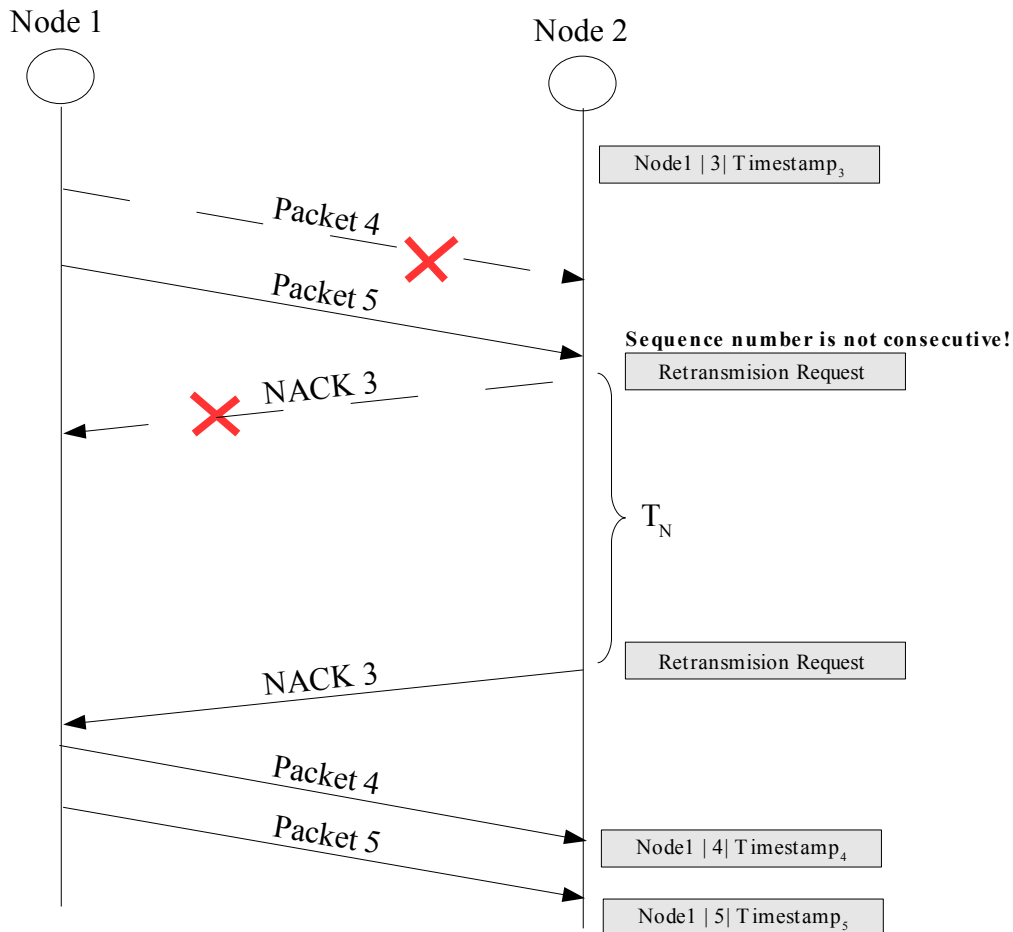 Node 1
Node 2
Node1 | 3| Timestamp₃
Packet 4
Packet 5
Sequence number is not consecutive!
Retransmision Request
NACK 3
T_N
Retransmision Request
NACK 3
Packet 4
Packet 5
Node1 | 4| Timestamp₄
Node1 | 5| Timestamp₅